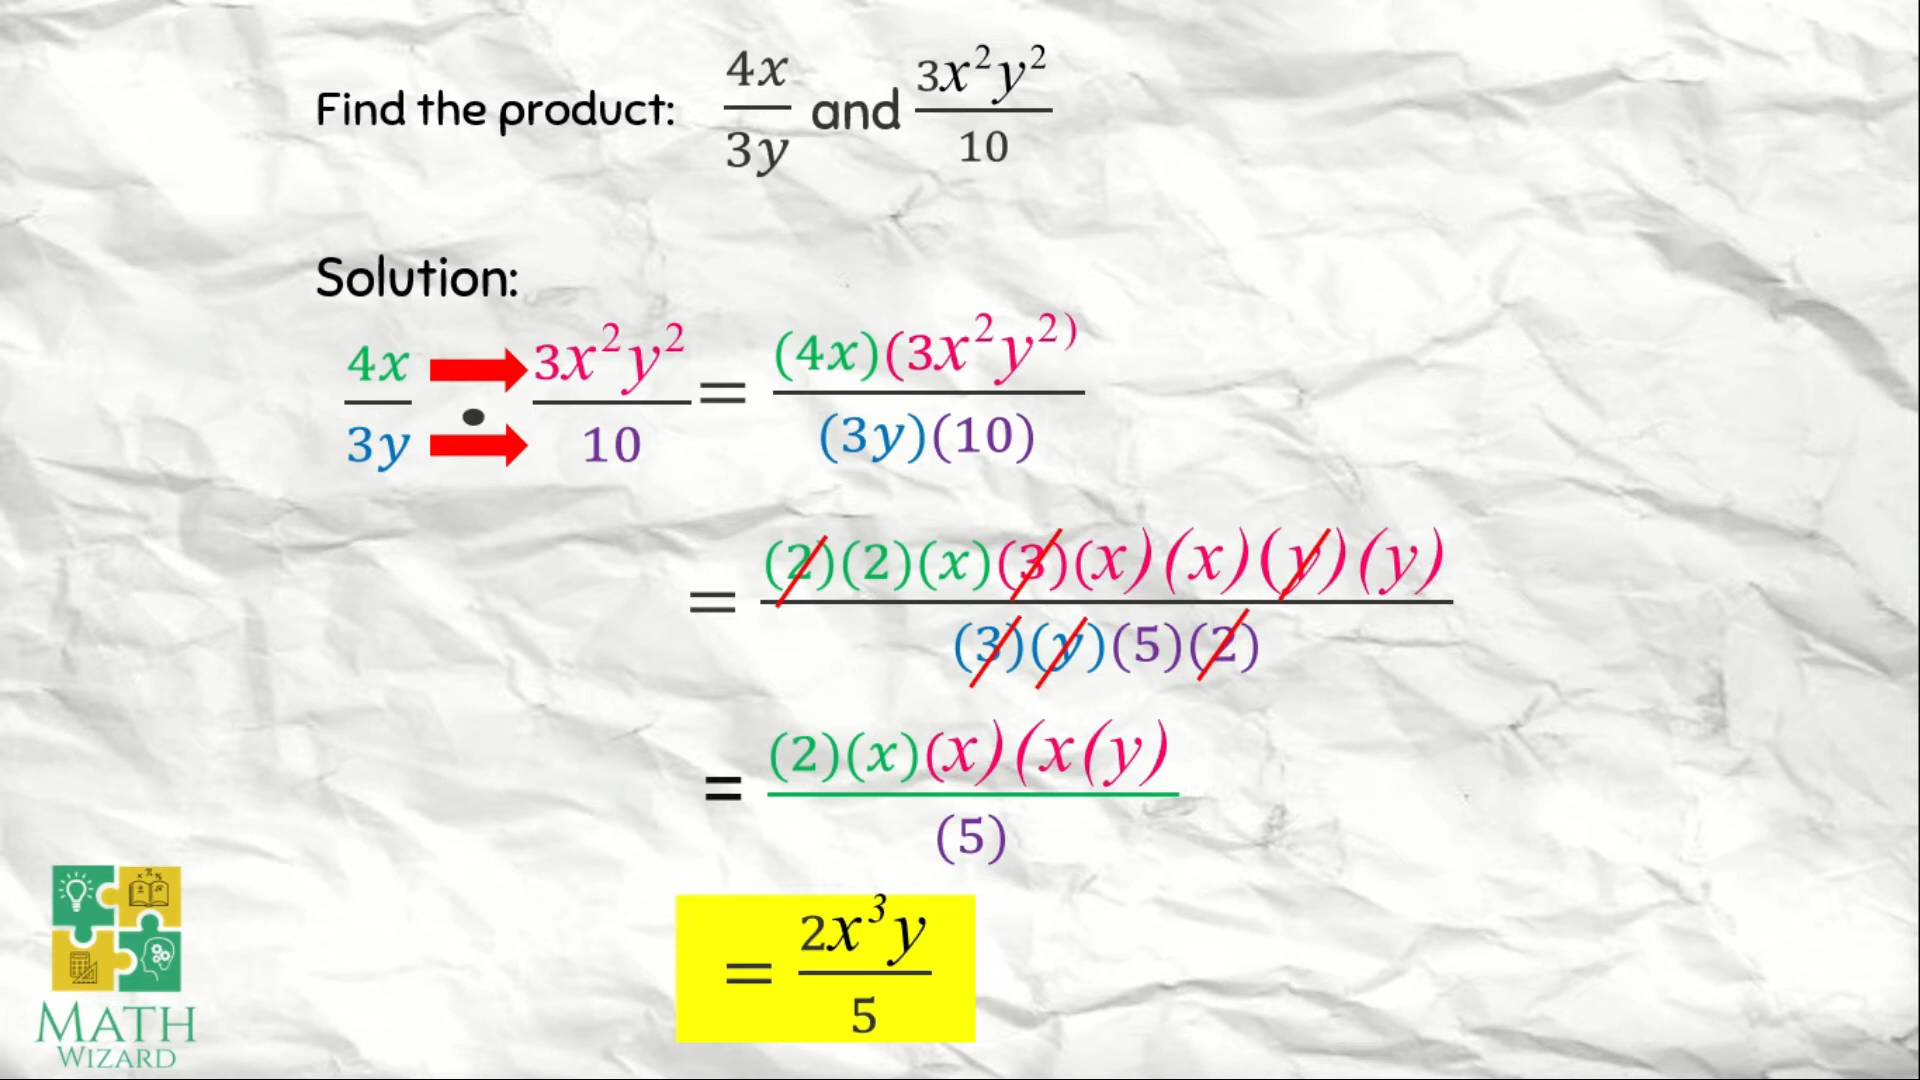 Find the product: 4x/3y and 3x²y²/10
Solution:
4x/3y • 3x²y²/10 = (4x)(3x²y²)/(3y)(10)
= (2)(2)(x)(3)(x)(x)(y)(y)/(3)(y)(5)(2)
= (2)(x)(x)(x(y)/(5)
= 2x³y/5
MATH
WIZARD